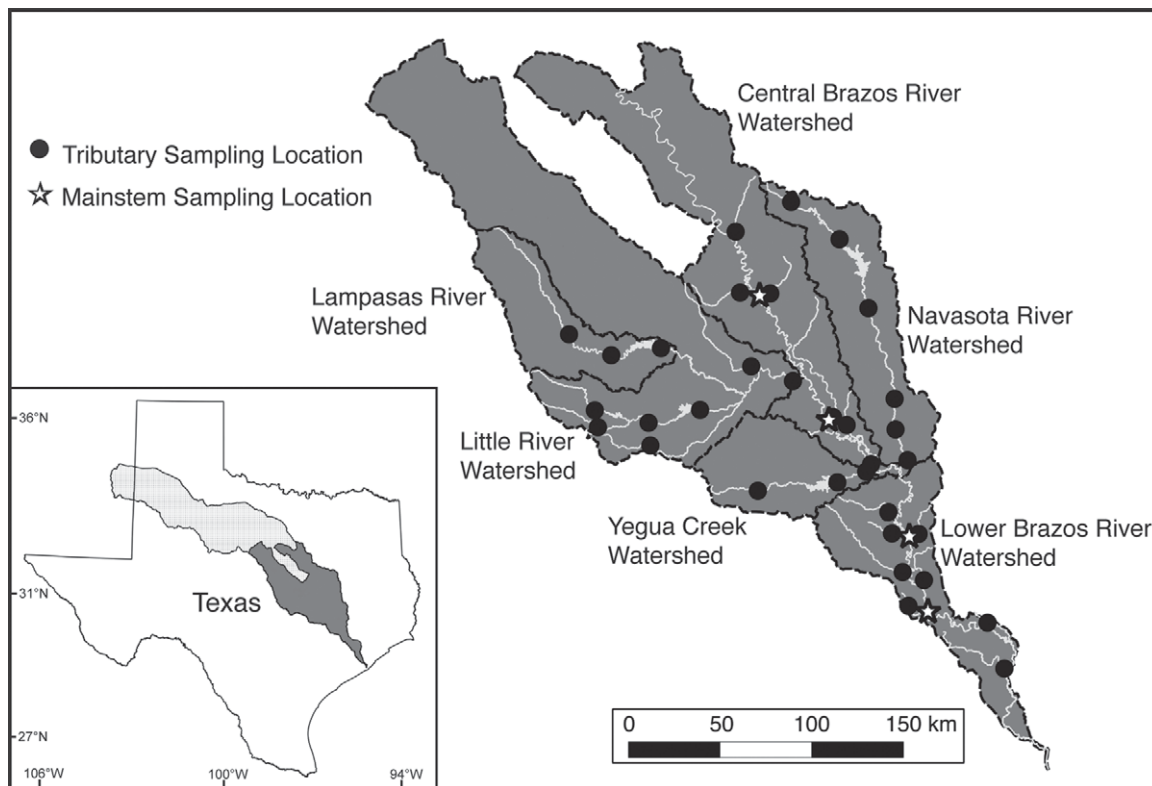 Central Brazos River
Watershed
Tributary Sampling Location
Mainstem Sampling Location
Lampasas River
Watershed
Navasota River
Watershed
Little River
Watershed
Yegua Creek
Watershed
Lower Brazos River
Watershed
36°N
31°N
27°N
Texas
106°W
100°W
94°W
0 50 100 150 km